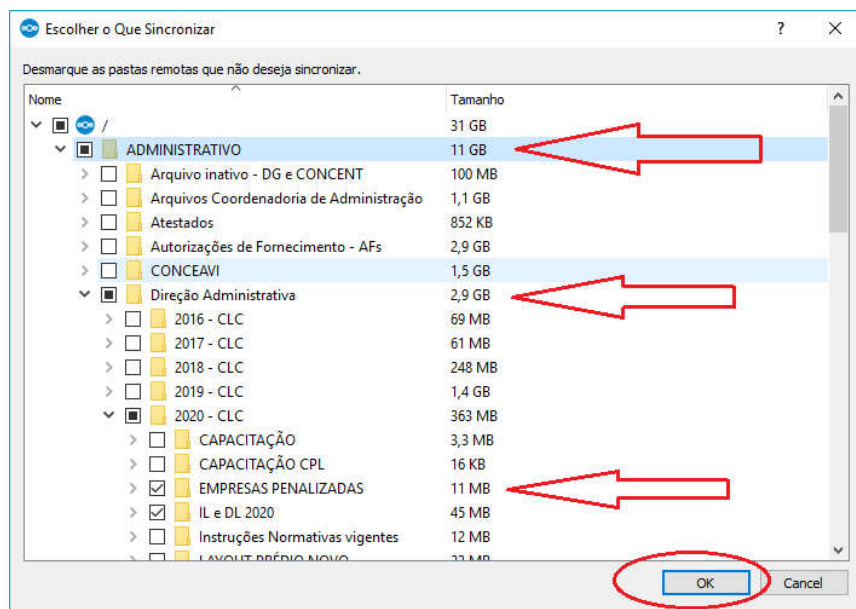 Escolher o Que Sincronizar
Desmarque as pastas remotas que não deseja sincronizar.
Nome Tamanho
/ 31 GB
ADMINISTRATIVO 11 GB
Arquivo inativo - DG e CONCENT 100 MB
Arquivos Coordenadoria de Administração 1,1 GB
Atestados 852 KB
Autorizações de Fornecimento - AFs 2,9 GB
CONCEAVI 1,5 GB
Direção Administrativa 2,9 GB
2016 - CLC 69 MB
2017 - CLC 61 MB
2018 - CLC 248 MB
2019 - CLC 1,4 GB
2020 - CLC 363 MB
CAPACITAÇÃO 3,3 MB
CAPACITAÇÃO CPL 16 KB
EMPRESAS PENALIZADAS 11 MB
IL e DL 2020 45 MB
Instruções Normativas vigentes 12 MB
LAYOUT PRÉDIO NOVO 22 MB
OK Cancel